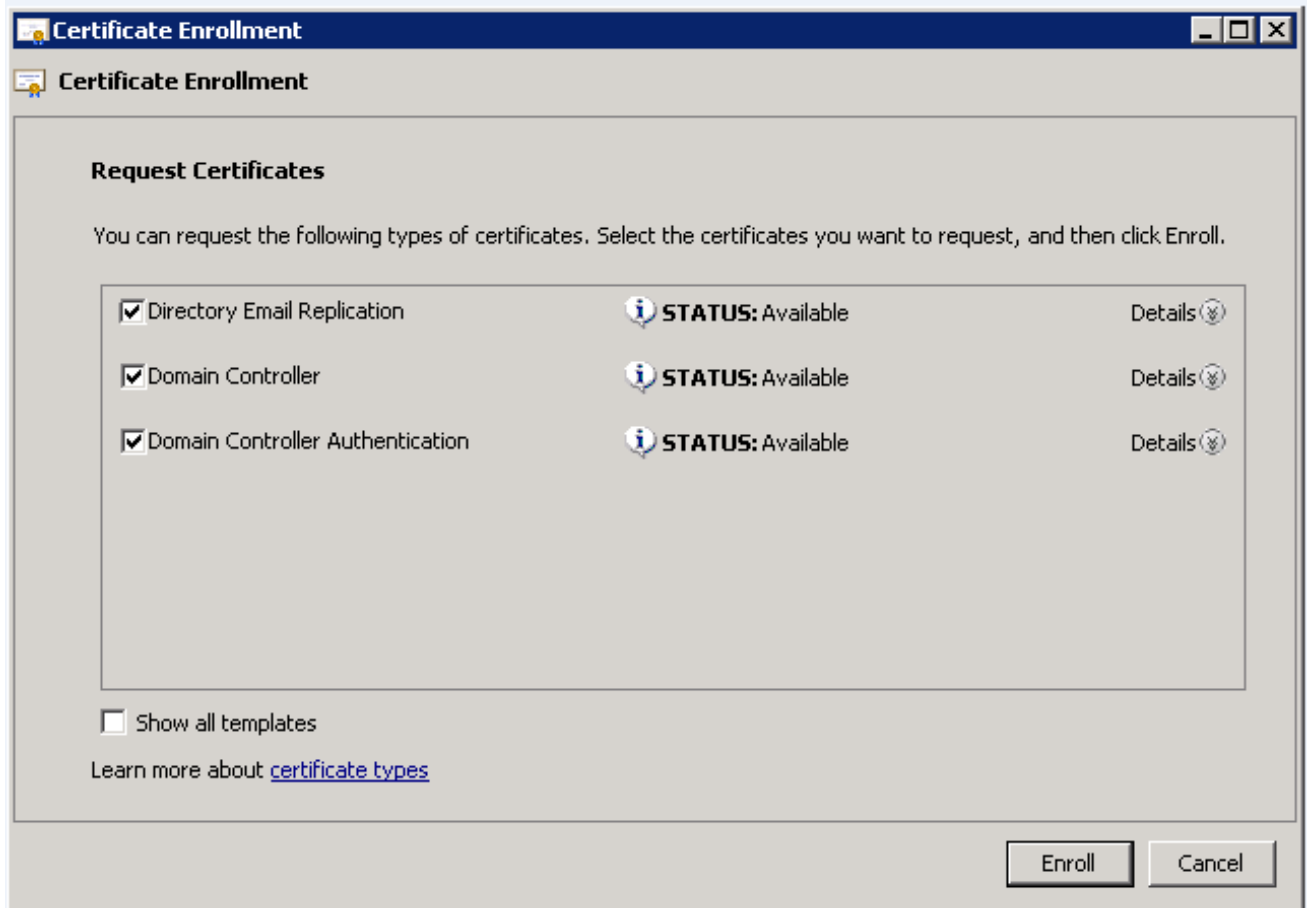 Certificate Enrollment
Certificate Enrollment
Request Certificates
You can request the following types of certificates. Select the certificates you want to request, and then click Enroll.
Directory Email Replication STATUS: Available Details
Domain Controller STATUS: Available Details
Domain Controller Authentication STATUS: Available Details
Show all templates
Learn more about certificate types
Enroll Cancel